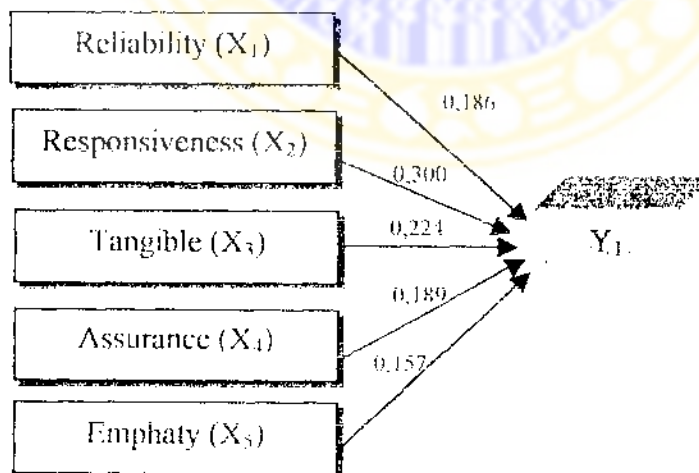 Reliability (X₁)
0,186
Responsiveness (X₂)
0,300
Tangible (X₃)
0,224
Y₁
Assurance (X₄)
0,189
0,157
Emphaty (X₅)